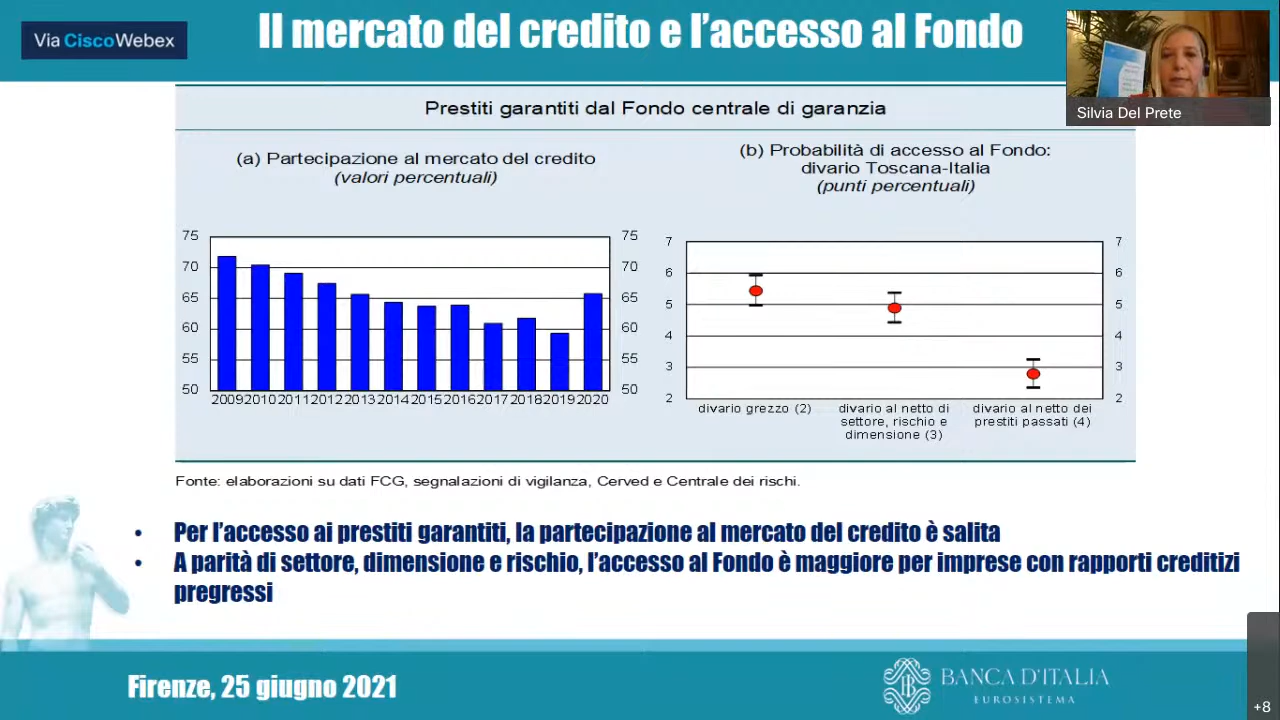 Via Cisco Webex
Il mercato del credito e l'accesso al Fondo
Silvia Del Prete
Prestiti garantiti dal Fondo centrale di garanzia
(a) Partecipazione al mercato del credito
(valori percentuali)
75 75
70 70
65 65
60 60
55 55
50 50
2009 2010 2011 2012 2013 2014 2015 2016 2017 2018 2019 2020
(b) Probabilità di accesso al Fondo:
divario Toscana-Italia
(punti percentuali)
7 7
6 6
5 5
4 4
3 3
2 2
divario grezzo (2)
divario al netto di
settore, rischio e
dimensione (3)
divario al netto dei
prestiti passati (4)
Fonte: elaborazioni su dati FCG, segnalazioni di vigilanza, Cerved e Centrale dei rischi.
• Per l'accesso ai prestiti garantiti, la partecipazione al mercato del credito è salita
• A parità di settore, dimensione e rischio, l'accesso al Fondo è maggiore per imprese con rapporti creditizi
pregressi
Firenze, 25 giugno 2021
BANCA D'ITALIA
EUROSISTEMA
+8